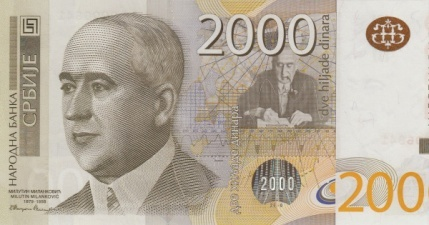 НАРОДНА БАНКА
СРБИЈЕ
2000
dve hiljade dinara
две хиљаде динара
МИЛУТИН МИЛАНКОВИЋ
MILUTIN MILANKOVIĆ
1879-1958
2000
200